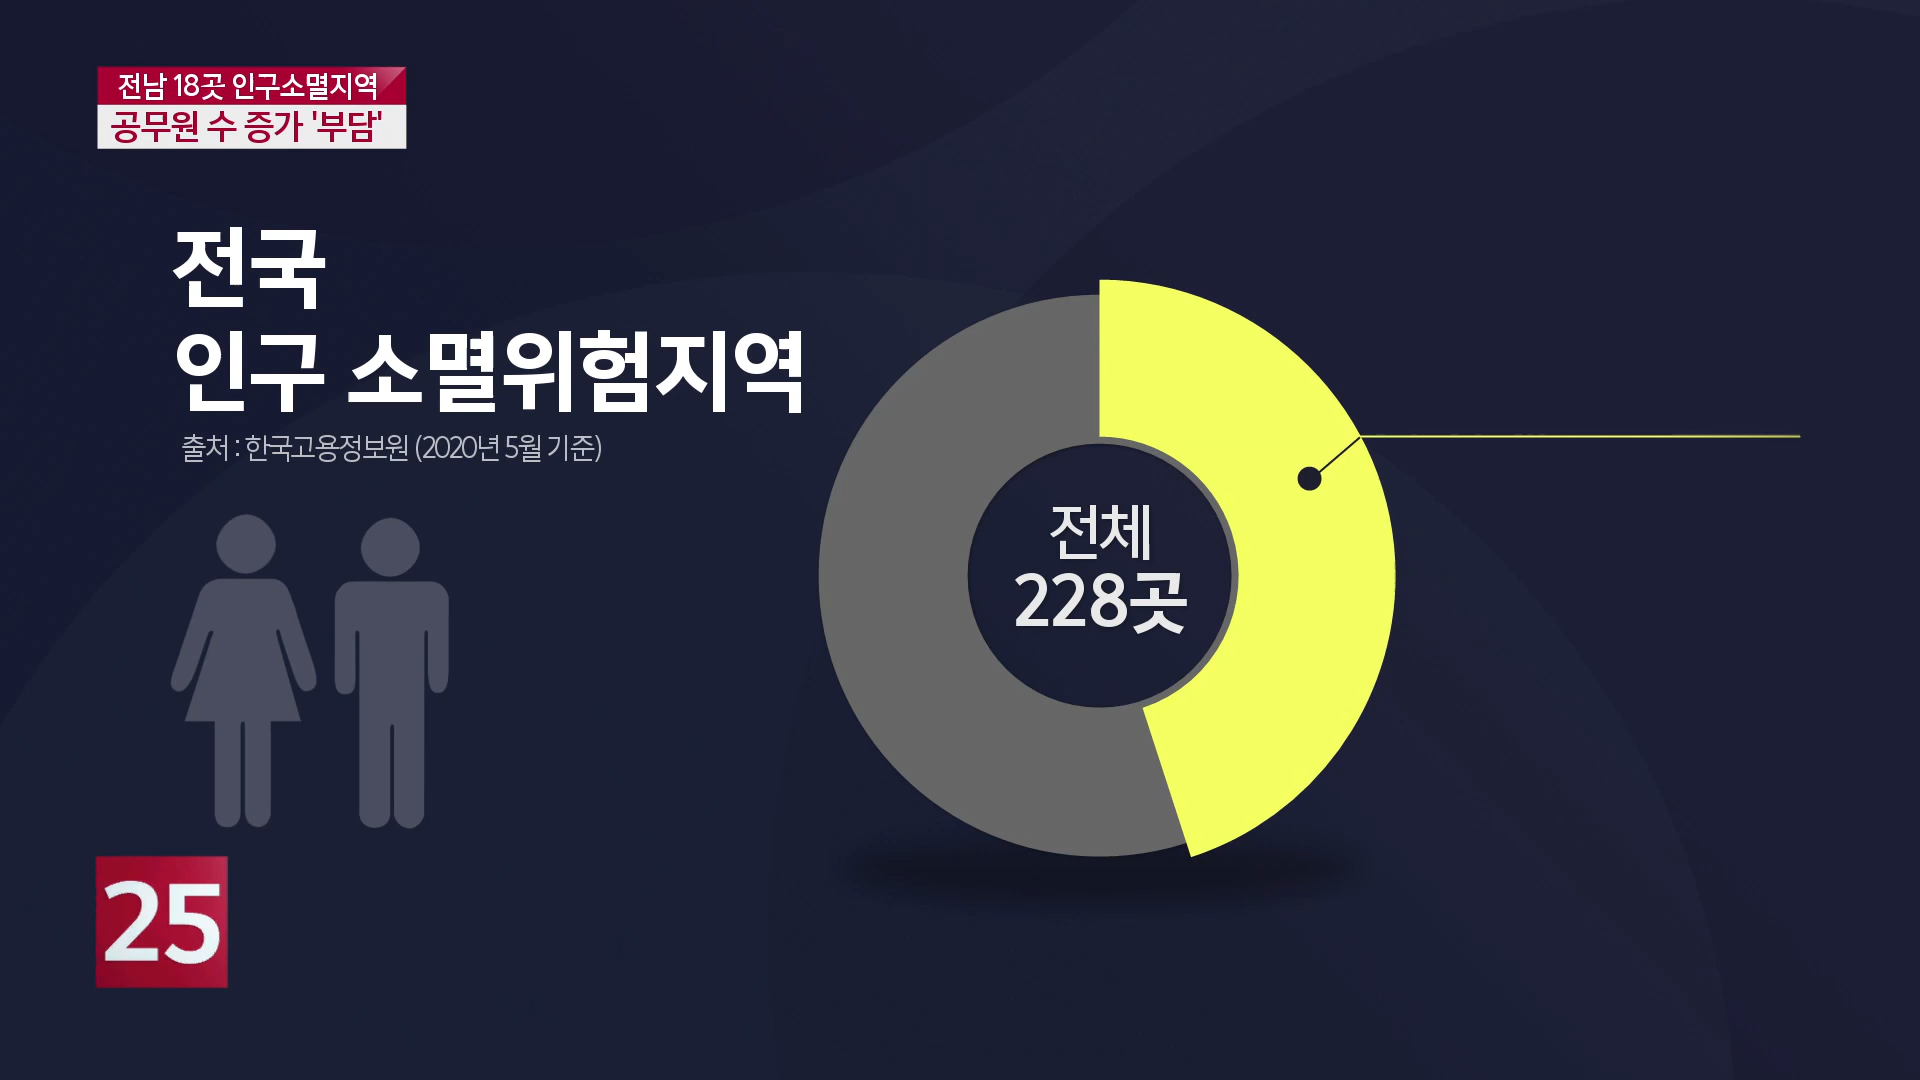 전남 18곳 인구소멸지역
공무원 수 증가 '부담'
전국
인구 소멸위험지역
출처 : 한국고용정보원 (2020년 5월 기준)
전체
228곳
25